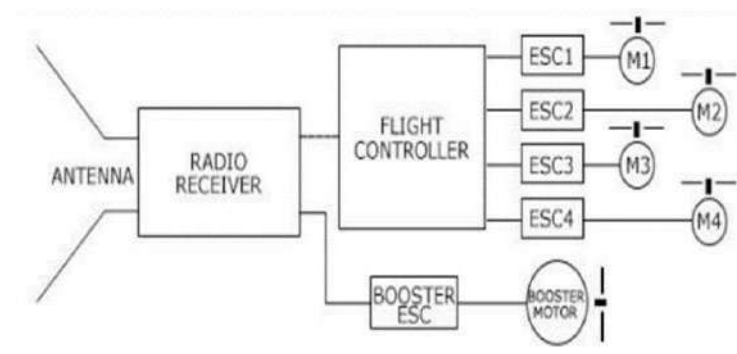 ANTENNA
RADIO
RECEIVER
FLIGHT
CONTROLLER
ESC1
M1
ESC2
M2
ESC3
M3
ESC4
M4
BOOSTER
ESC
BOOSTER
MOTOR